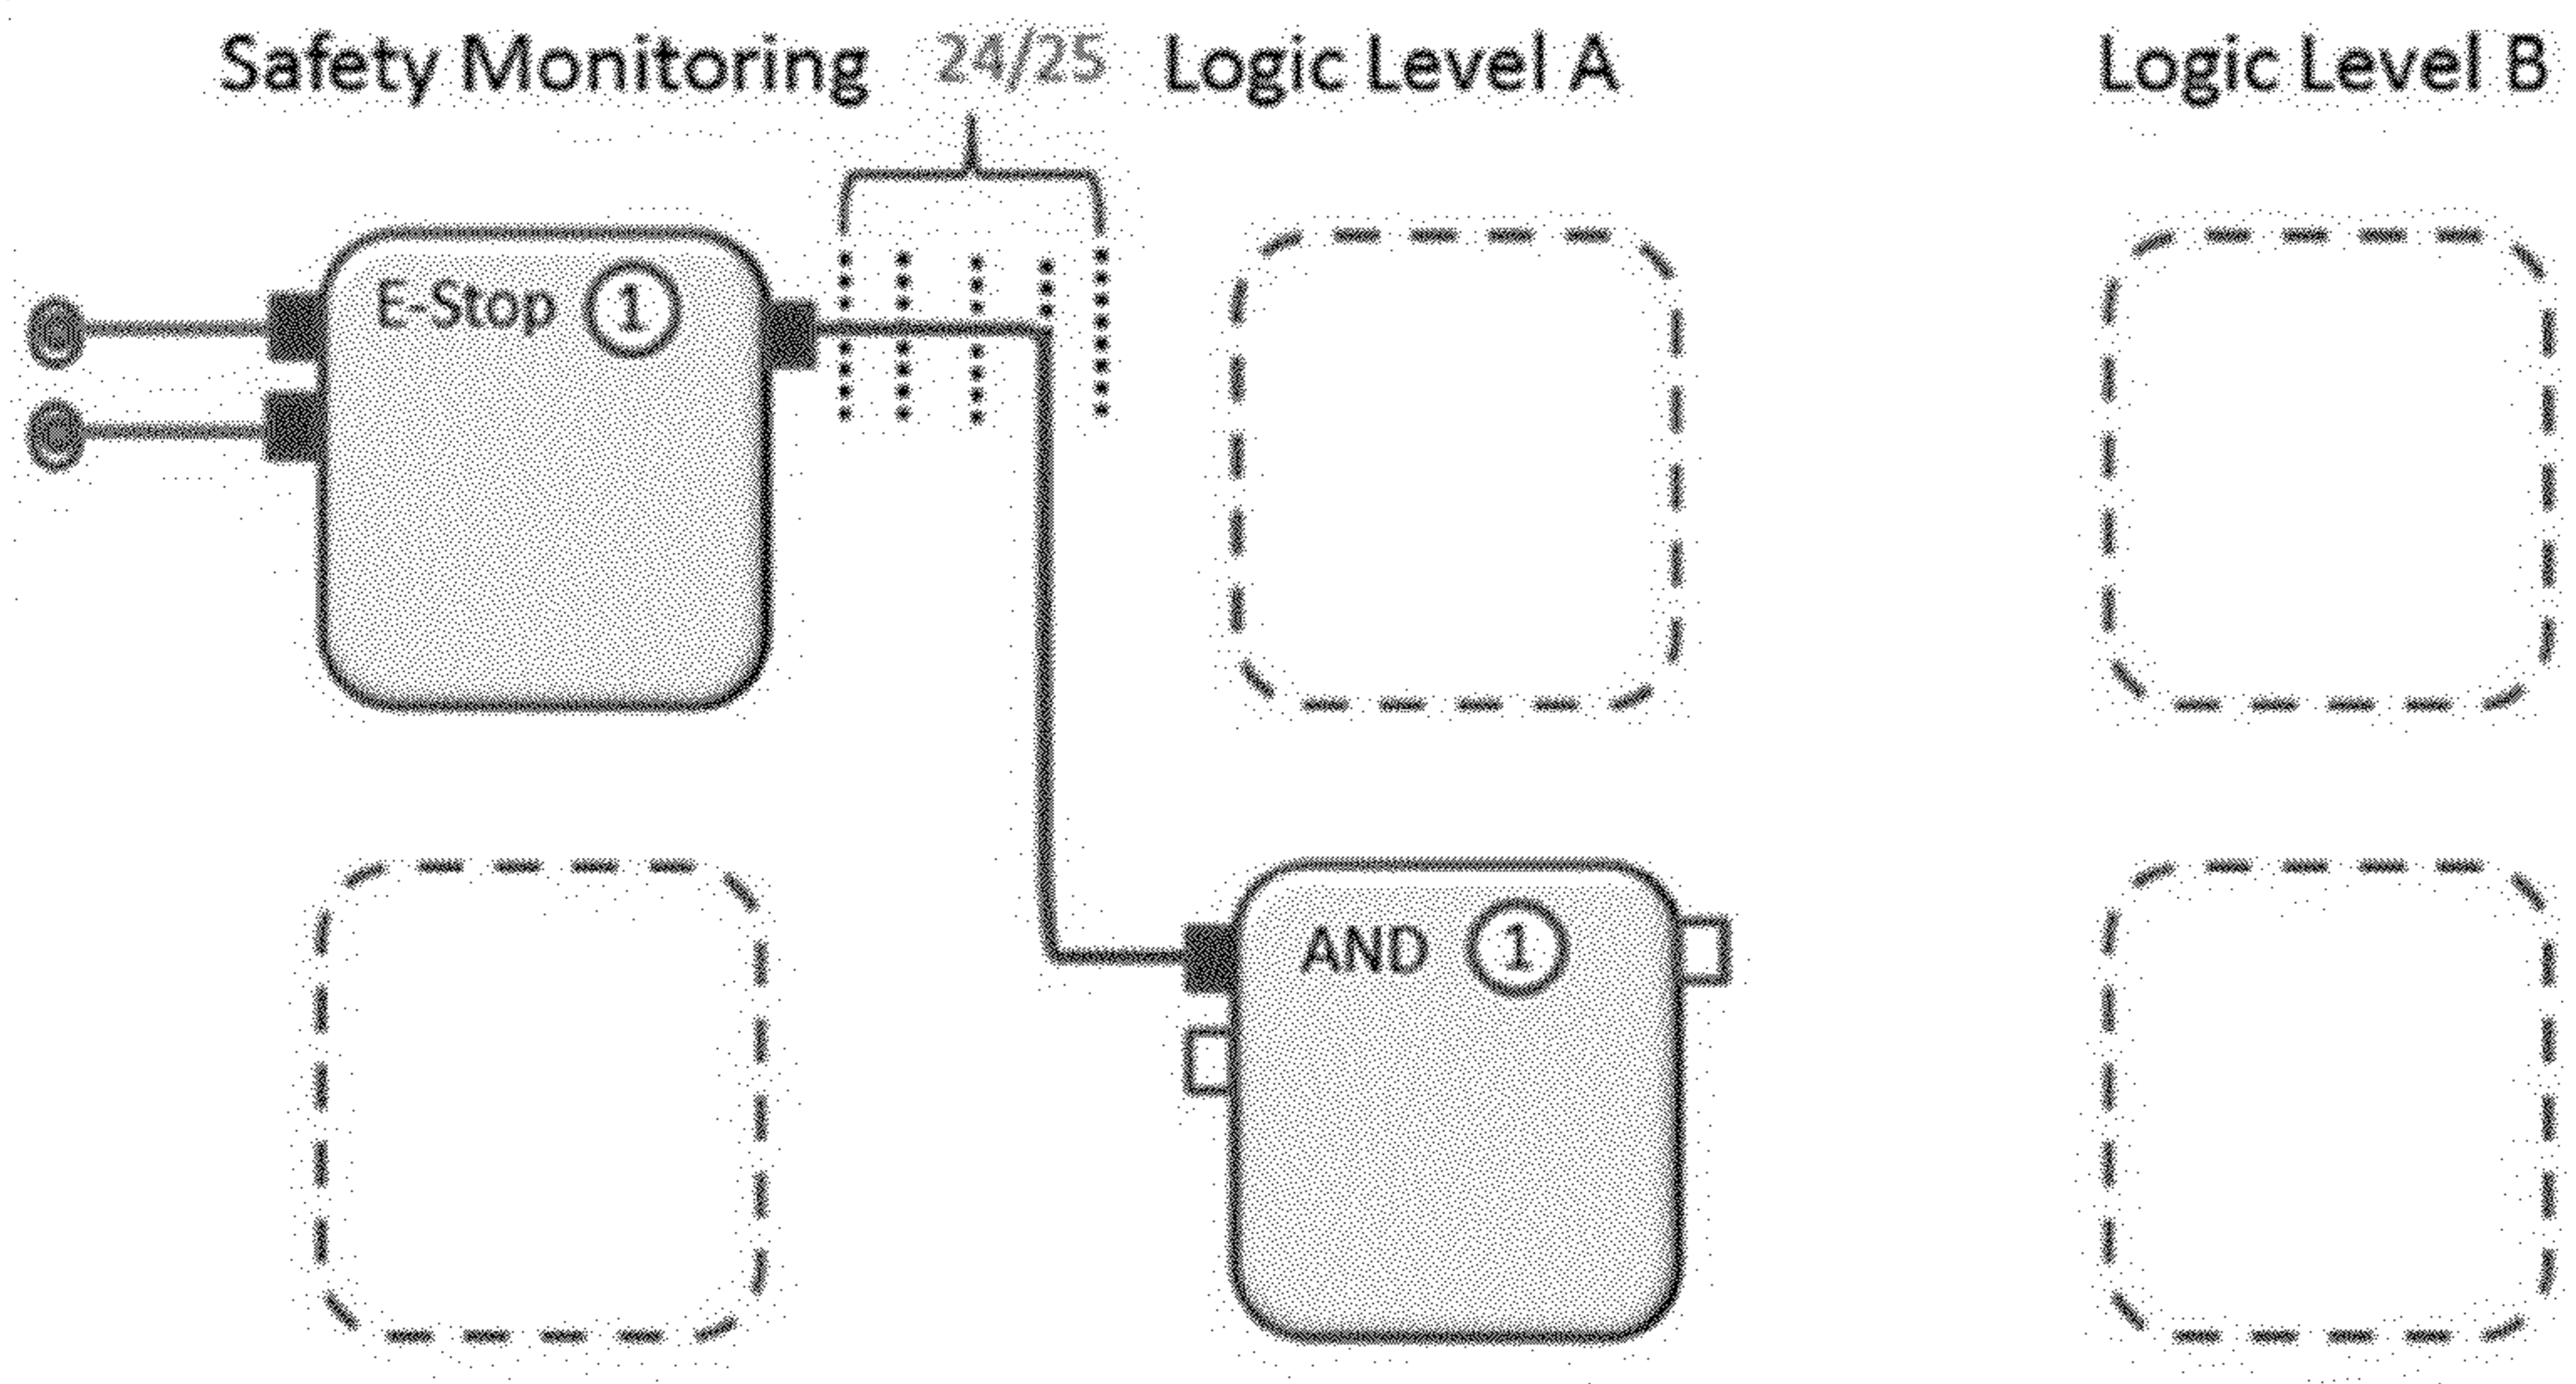 Safety Monitoring 24/25 Logic Level A Logic Level B
E-Stop 1
AND 1